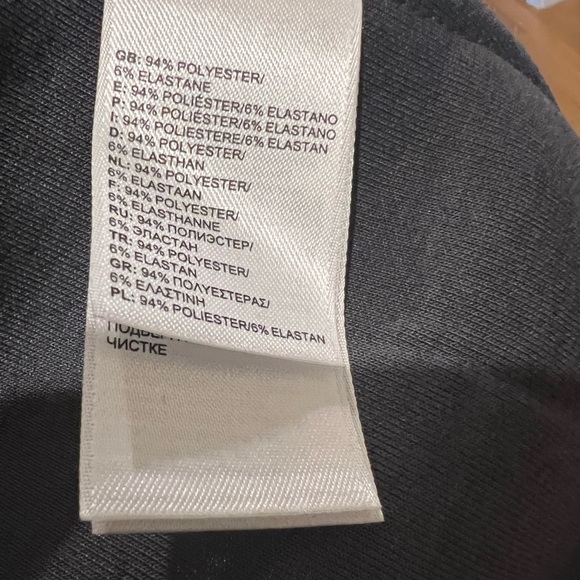 GB: 94% POLYESTER/
6% ELASTANE
E: 94% POLIÉSTER/6% ELASTANO
P: 94% POLIÉSTER/6% ELASTANO
I: 94% POLIESTERE/6% ELASTAN
D: 94% POLYESTER/
6% ELASTHAN
NL: 94% POLYESTER/
6% ELASTAAN
F: 94% POLYESTER/
6% ELASTHANNE
RU: 94% ПОЛИЭСТЕР/
6% ЭЛАСТАН
TR: 94% POLYESTER/
6% ELASTAN
GR: 94% ΠΟΛΥΕΣΤΕΡΑΣ/
6% ΕΛΑΣΤΙΝΗ
PL: 94% POLIESTER/6% ELASTAN
ЧИСТКЕ